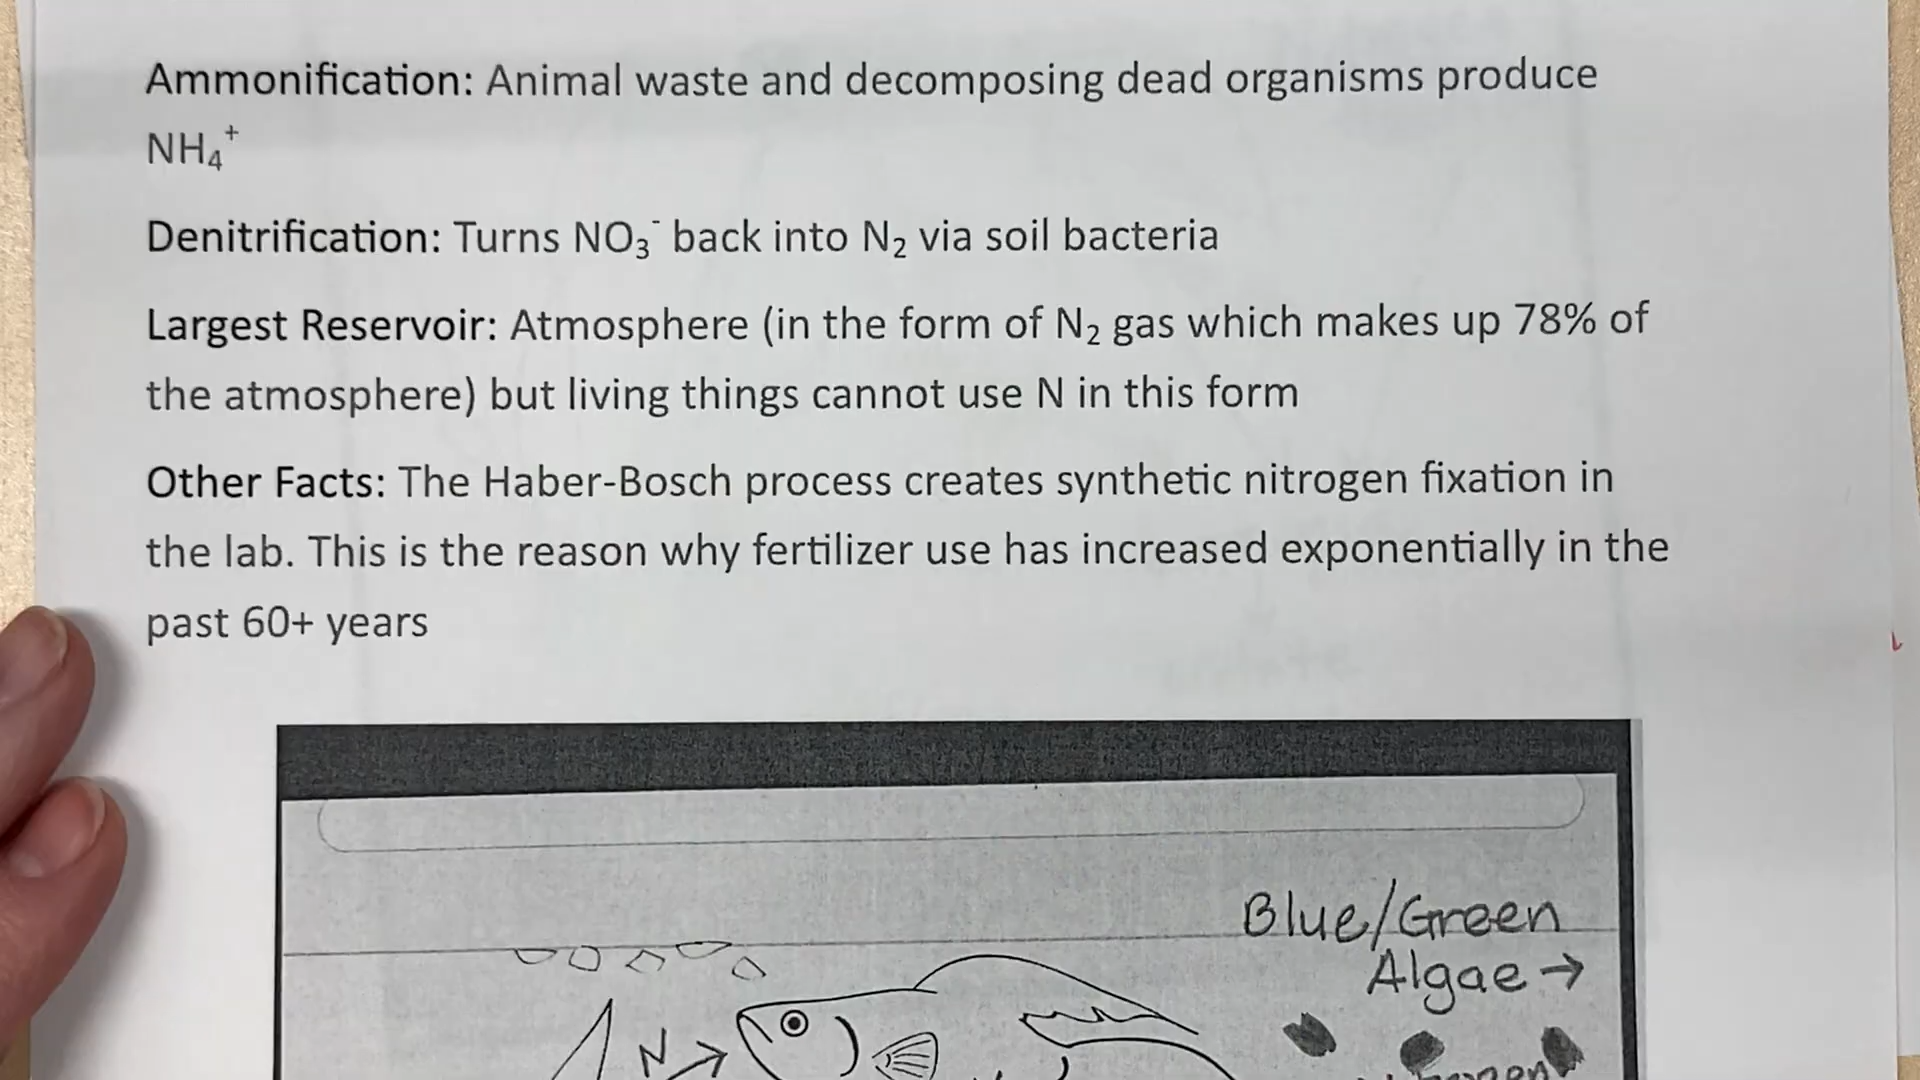 Ammonification: Animal waste and decomposing dead organisms produce
NH₄⁺
Denitrification: Turns NO₃⁻ back into N₂ via soil bacteria
Largest Reservoir: Atmosphere (in the form of N₂ gas which makes up 78% of
the atmosphere) but living things cannot use N in this form
Other Facts: The Haber-Bosch process creates synthetic nitrogen fixation in
the lab. This is the reason why fertilizer use has increased exponentially in the
past 60+ years
Blue/Green
Algae →
N →